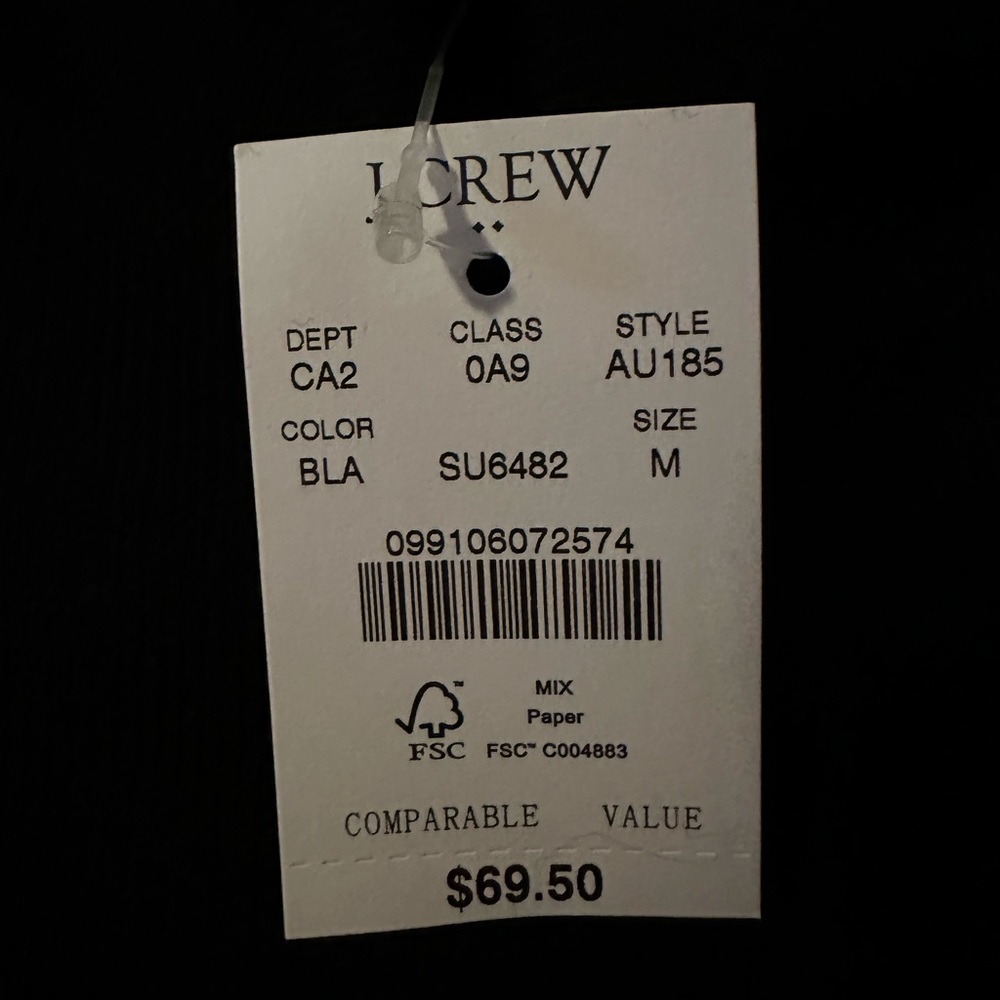 J.CREW
DEPT CLASS STYLE
CA2 0A9 AU185
COLOR SIZE
BLA SU6482 M
099106072574
MIX
Paper
FSC™ FSC™ C004883
COMPARABLE VALUE
$69.50